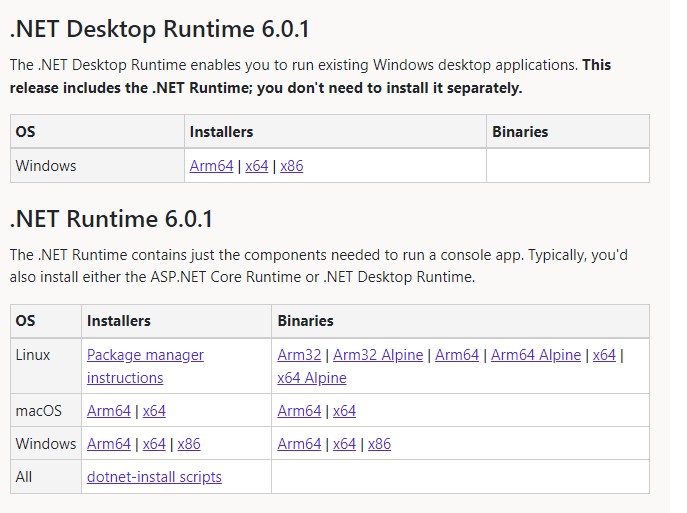 .NET Desktop Runtime 6.0.1
The .NET Desktop Runtime enables you to run existing Windows desktop applications. This
release includes the .NET Runtime; you don't need to install it separately.
OS Installers Binaries
Windows Arm64 | x64 | x86
.NET Runtime 6.0.1
The .NET Runtime contains just the components needed to run a console app. Typically, you'd
also install either the ASP.NET Core Runtime or .NET Desktop Runtime.
OS Installers Binaries
Linux Package manager Arm32 | Arm32 Alpine | Arm64 | Arm64 Alpine | x64 |
instructions x64 Alpine
macOS Arm64 | x64 Arm64 | x64
Windows Arm64 | x64 | x86 Arm64 | x64 | x86
All dotnet-install scripts